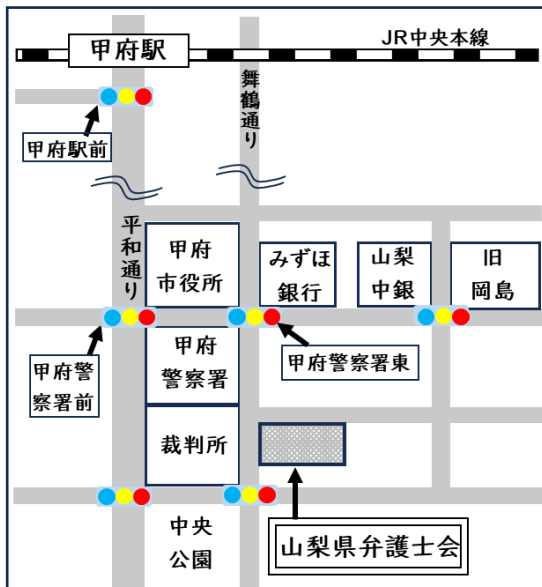 JR中央本線
甲府駅
舞鶴通り
甲府駅前
平和通り
甲府
市役所
みずほ
銀行
山梨
中銀
旧
岡島
甲府警
察署前
甲府
警察署
甲府警察署東
裁判所
中央
公園
山梨県弁護士会